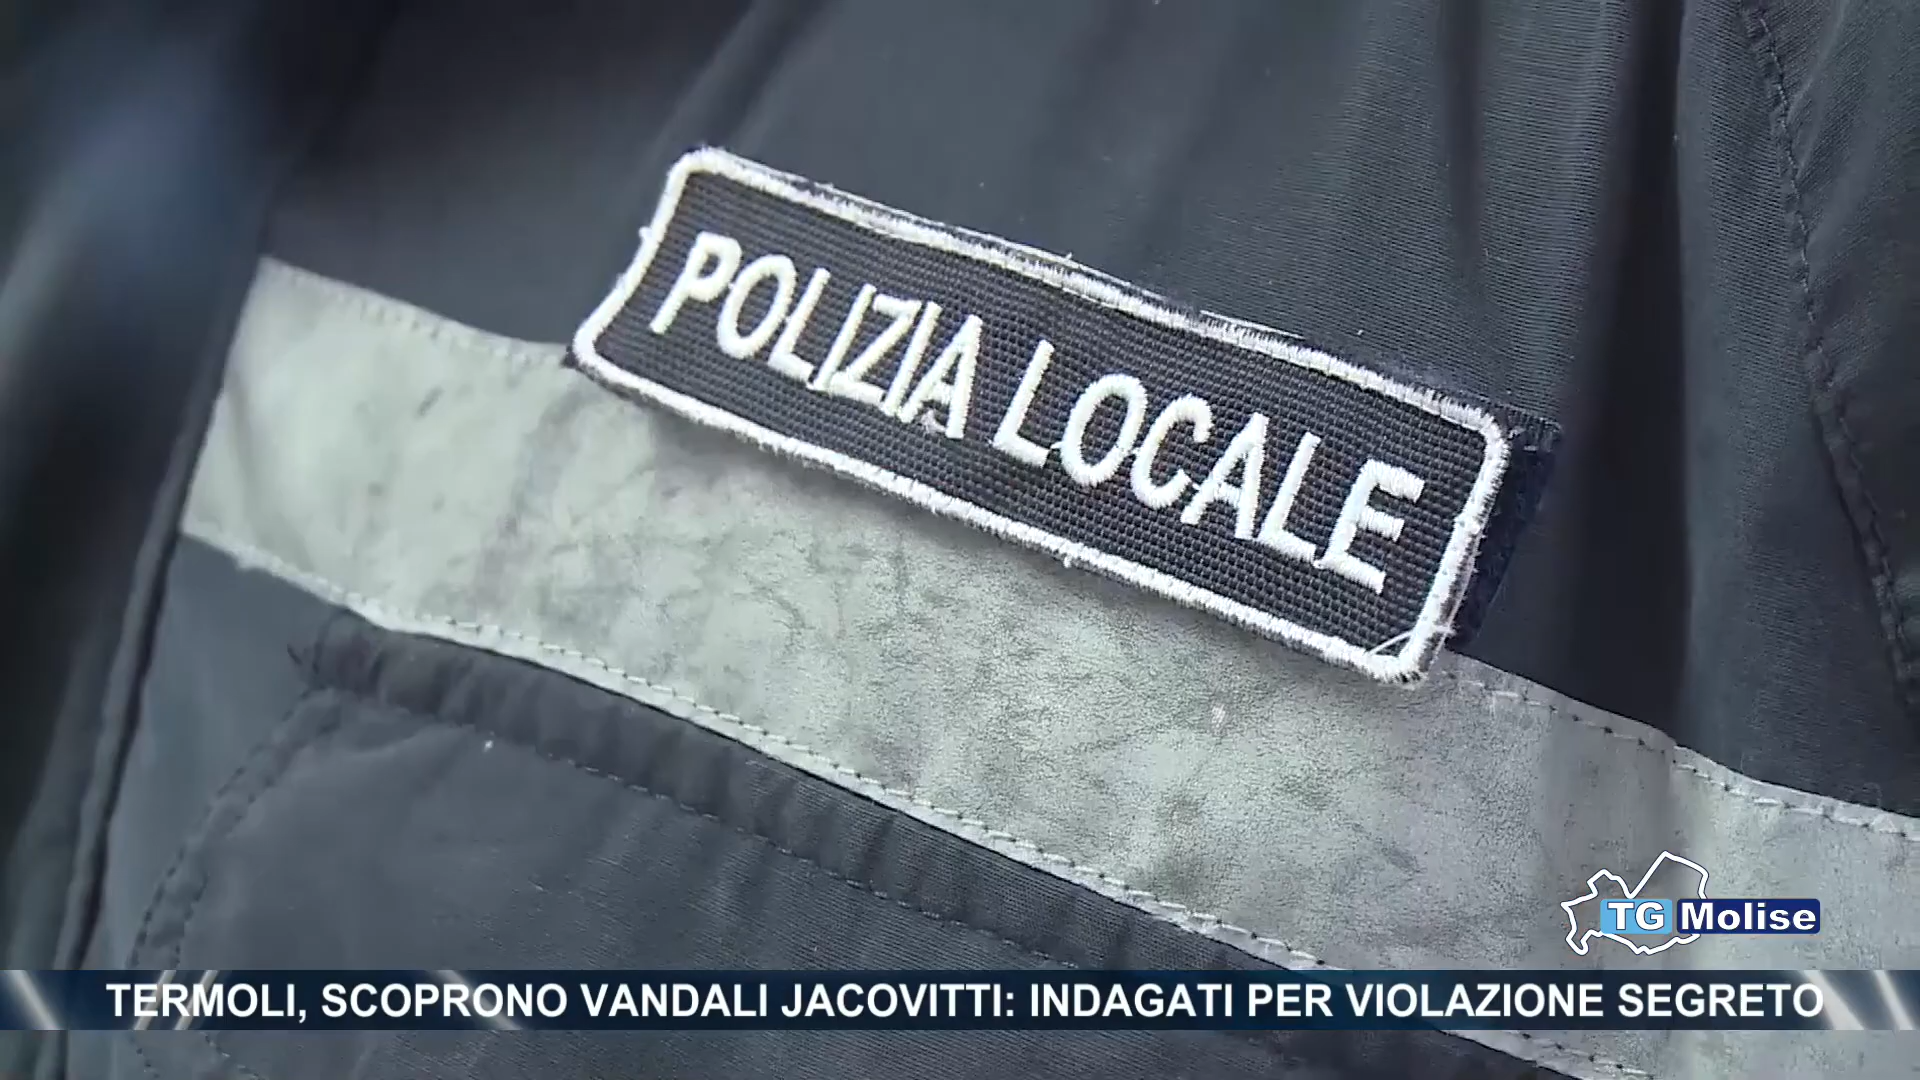 POLIZIA LOCALE
TG Molise
TERMOLI, SCOPRONO VANDALI JACOVITTI: INDAGATI PER VIOLAZIONE SEGRETO